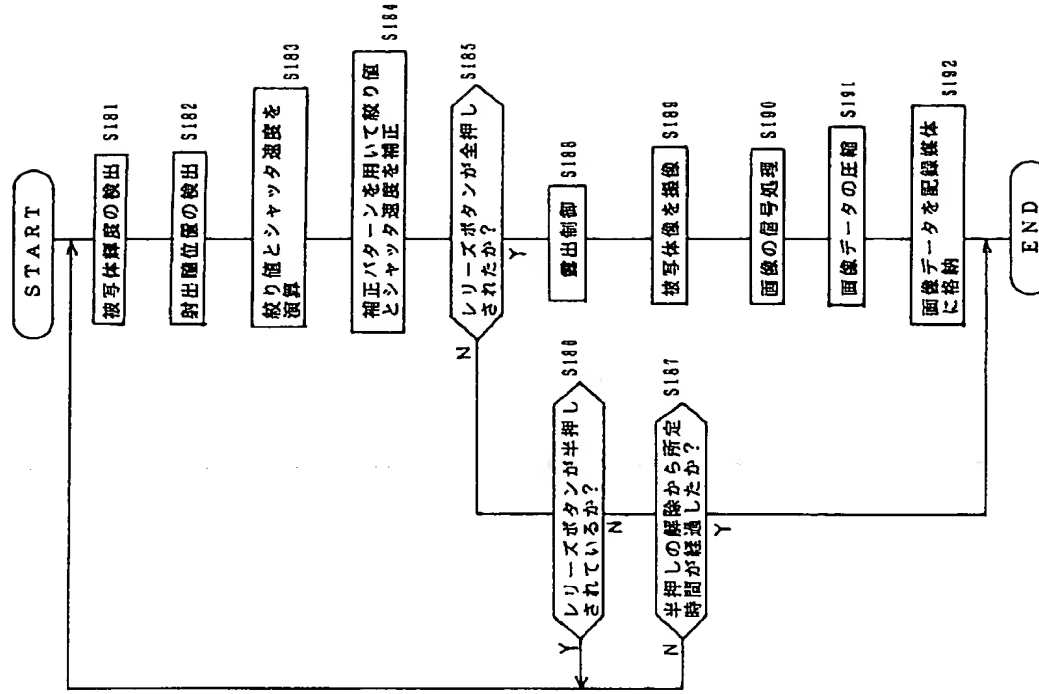 START
被写体輝度の検出
S181
射出瞳位値の検出
S182
絞り値とシャッタ速度を
演算
S183
補正パターンを用いて絞り値
とシャッタ速度を補正
S184
レリーズボタンが全押し
されたか?
S185
N
Y
レリーズボタンが半押し
されているか?
S186
Y
N
半押しの解除から所定
時間が経過したか?
S187
N
Y
露出制御
S188
被写体像を撮像
S189
画像の信号処理
S190
画像データの圧縮
S191
画像データを記録媒体
に格納
S192
END